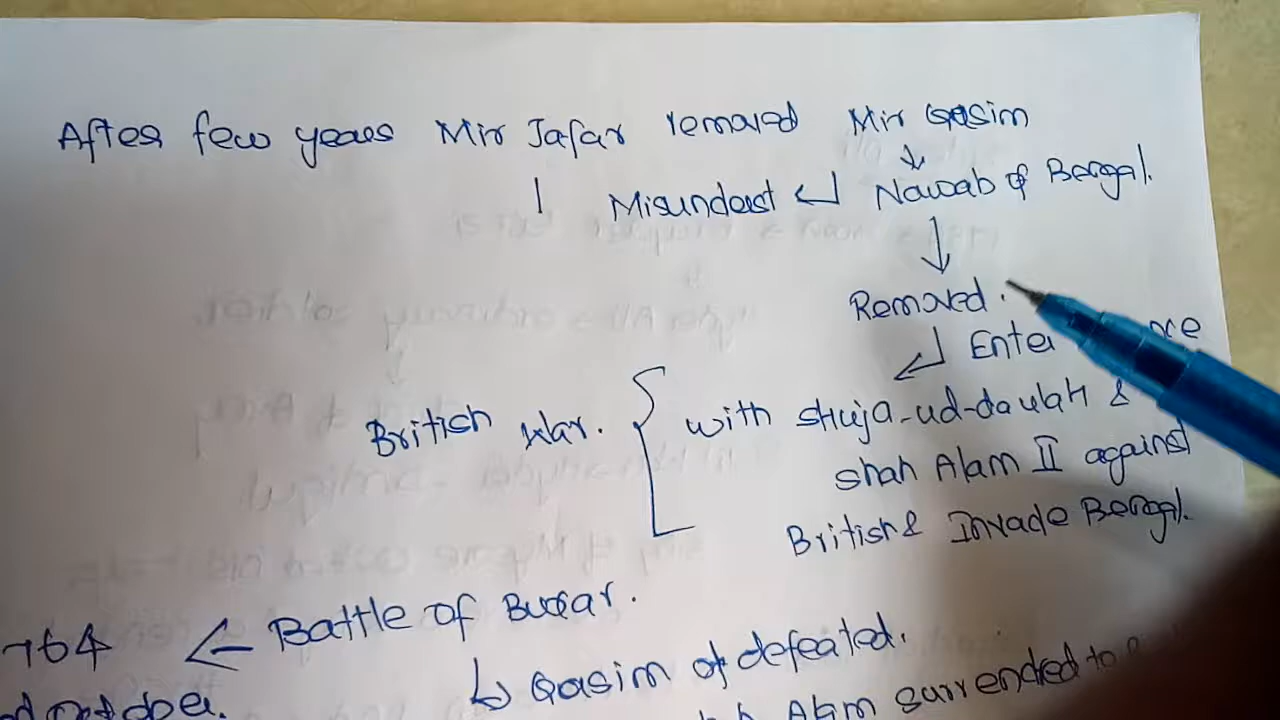 After few years Mir Jafar removed Mir Qasim
Misunderst ↵ Nawab of Bengal.
Removed.
Enter
British War. { with Shuja-ud-daulah &
Shah Alam II against
British & Invade Bengal.
764 ← Battle of Buxar.
↳ Qasim of defeated.
Alam surrended to